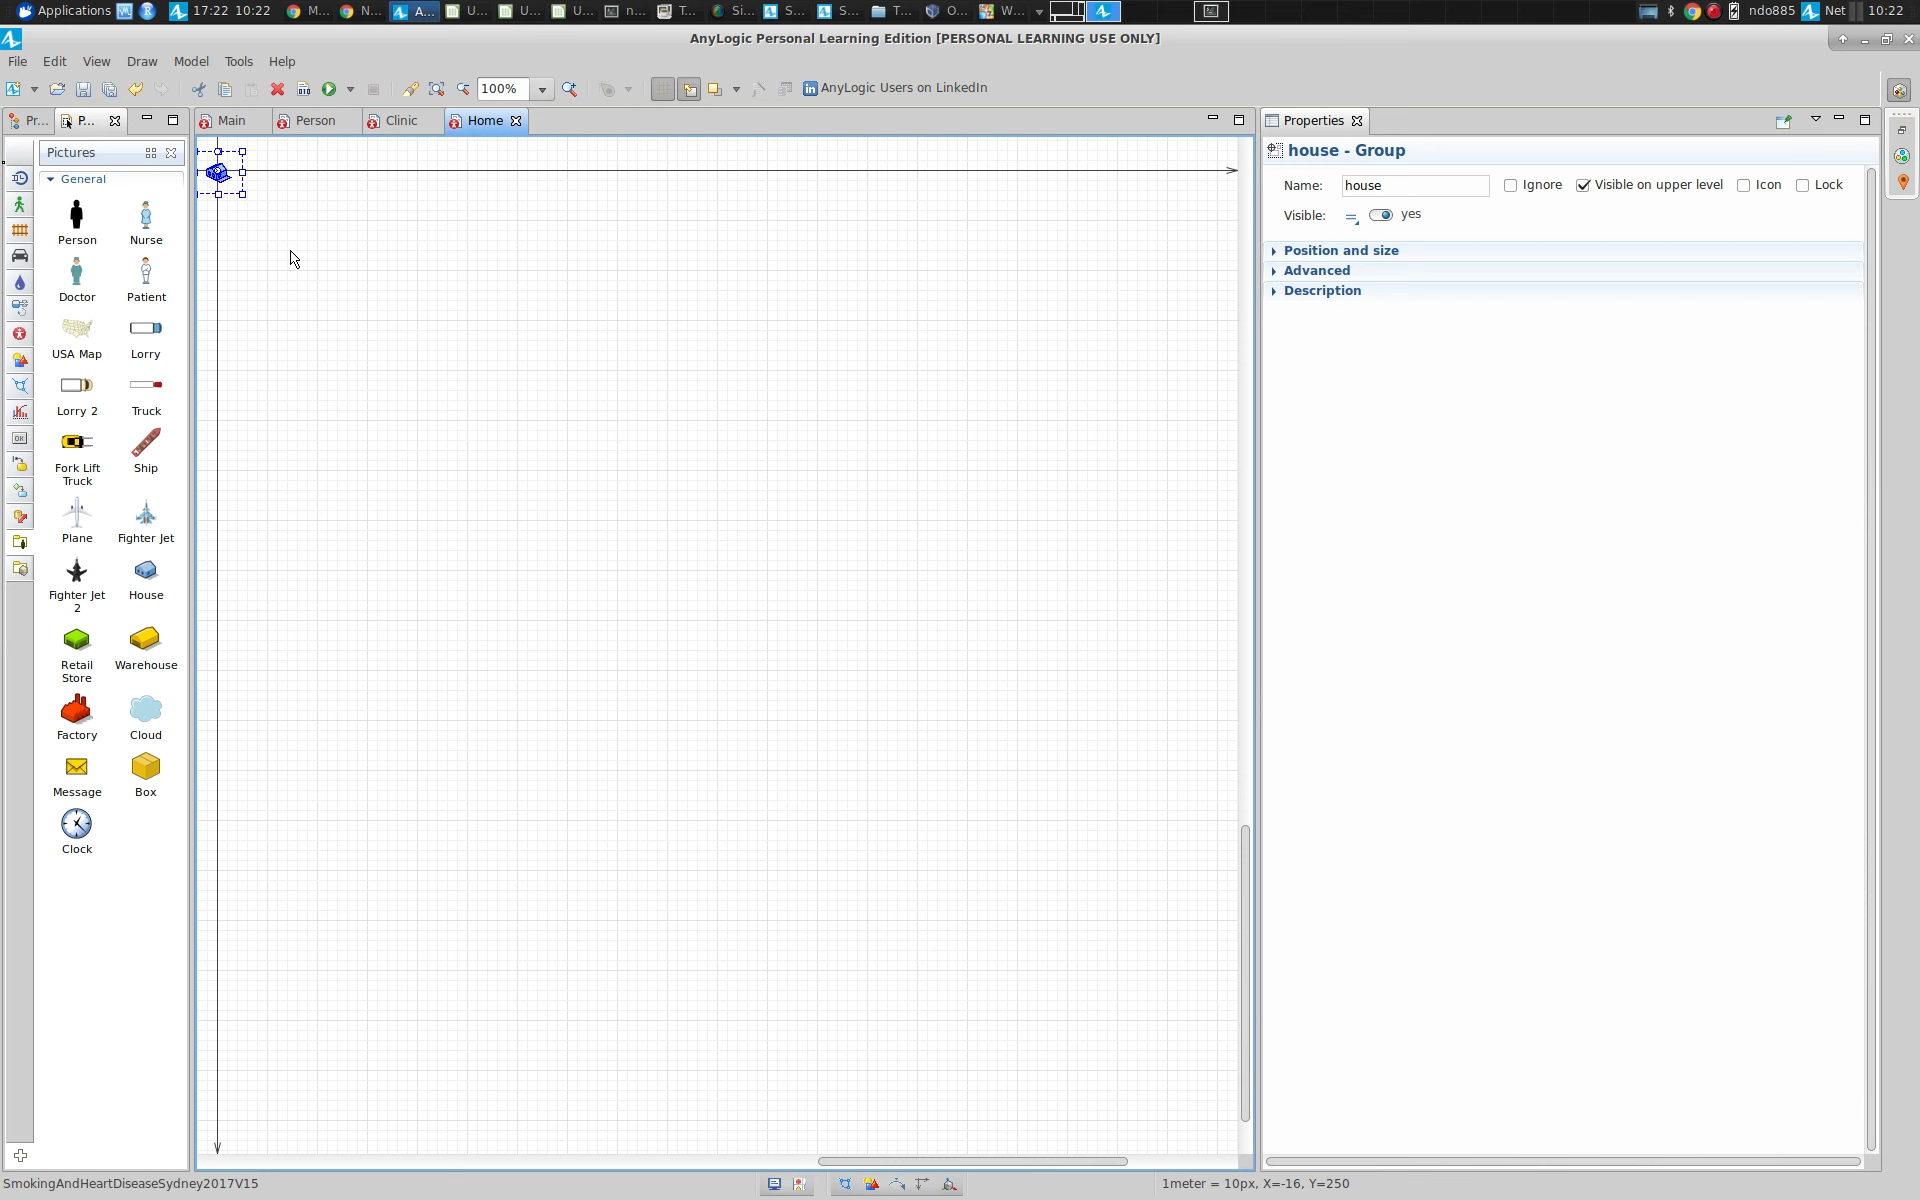 Applications 17:22 10:22 M... N... A... U... U... U... n... T... Si... S... S... T... O... W... ndo885 Net 10:22
AnyLogic Personal Learning Edition [PERSONAL LEARNING USE ONLY]
File Edit View Draw Model Tools Help
100% AnyLogic Users on LinkedIn
Pr... P... Main Person Clinic Home Properties
Pictures
General
Person Nurse
Doctor Patient
USA Map Lorry
Lorry 2 Truck
Fork Lift Truck Ship
Plane Fighter Jet
Fighter Jet 2 House
Retail Store Warehouse
Factory Cloud
Message Box
Clock
house - Group
Name: house Ignore Visible on upper level Icon Lock
Visible: yes
Position and size
Advanced
Description
SmokingAndHeartDiseaseSydney2017V15 1meter = 10px, X=-16, Y=250